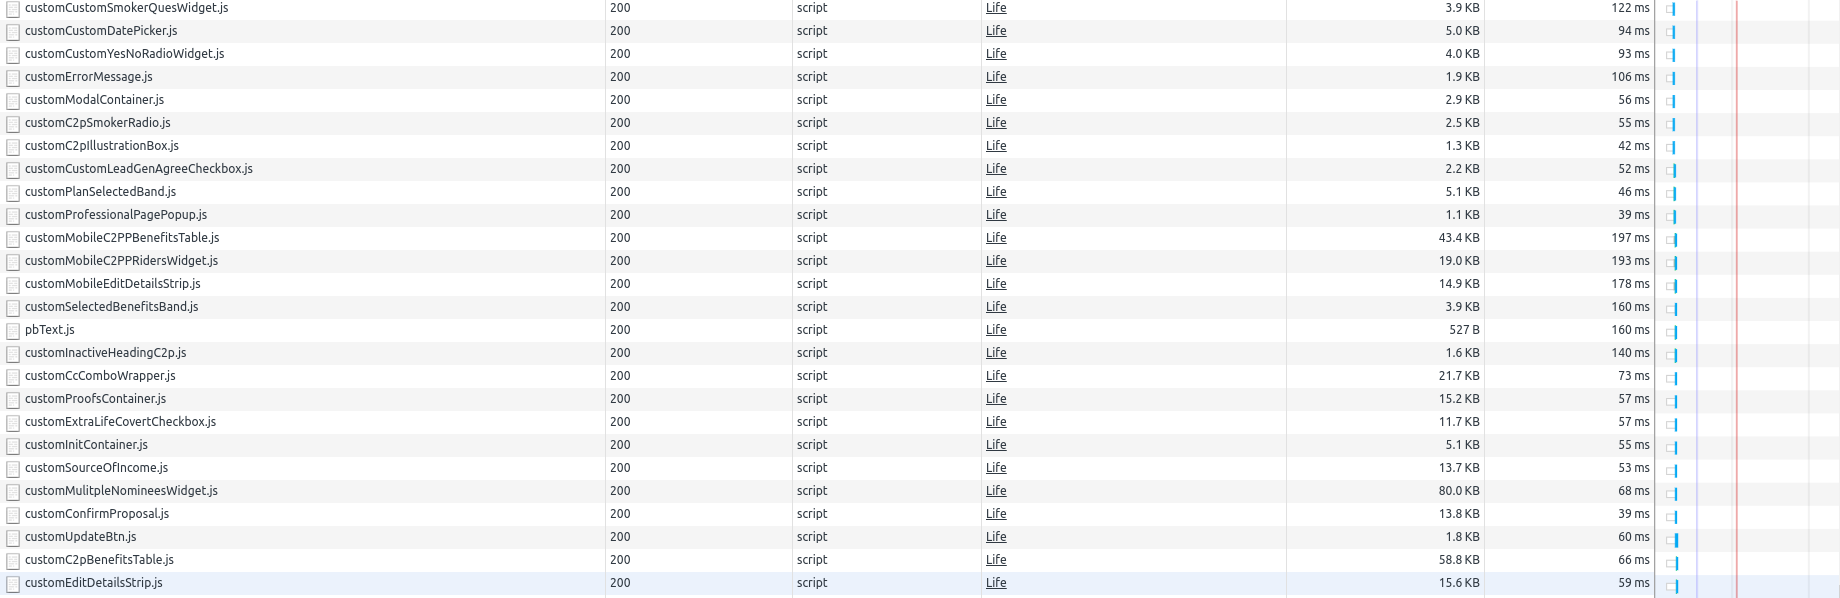 customCustomSmokerQuesWidget.js 200 script Life 3.9 KB 122 ms
customCustomDatePicker.js 200 script Life 5.0 KB 94 ms
customCustomYesNoRadioWidget.js 200 script Life 4.0 KB 93 ms
customErrorMessage.js 200 script Life 1.9 KB 106 ms
customModalContainer.js 200 script Life 2.9 KB 56 ms
customC2pSmokerRadio.js 200 script Life 2.5 KB 55 ms
customC2pIllustrationBox.js 200 script Life 1.3 KB 42 ms
customCustomLeadGenAgreeCheckbox.js 200 script Life 2.2 KB 52 ms
customPlanSelectedBand.js 200 script Life 5.1 KB 46 ms
customProfessionalPagePopup.js 200 script Life 1.1 KB 39 ms
customMobileC2PPBenefitsTable.js 200 script Life 43.4 KB 197 ms
customMobileC2PPRidersWidget.js 200 script Life 19.0 KB 193 ms
customMobileEditDetailsStrip.js 200 script Life 14.9 KB 178 ms
customSelectedBenefitsBand.js 200 script Life 3.9 KB 160 ms
pbText.js 200 script Life 527 B 160 ms
customInactiveHeadingC2p.js 200 script Life 1.6 KB 140 ms
customCcComboWrapper.js 200 script Life 21.7 KB 73 ms
customProofsContainer.js 200 script Life 15.2 KB 57 ms
customExtraLifeCovertCheckbox.js 200 script Life 11.7 KB 57 ms
customInitContainer.js 200 script Life 5.1 KB 55 ms
customSourceOfIncome.js 200 script Life 13.7 KB 53 ms
customMulitpleNomineesWidget.js 200 script Life 80.0 KB 68 ms
customConfirmProposal.js 200 script Life 13.8 KB 39 ms
customUpdateBtn.js 200 script Life 1.8 KB 60 ms
customC2pBenefitsTable.js 200 script Life 58.8 KB 66 ms
customEditDetailsStrip.js 200 script Life 15.6 KB 59 ms